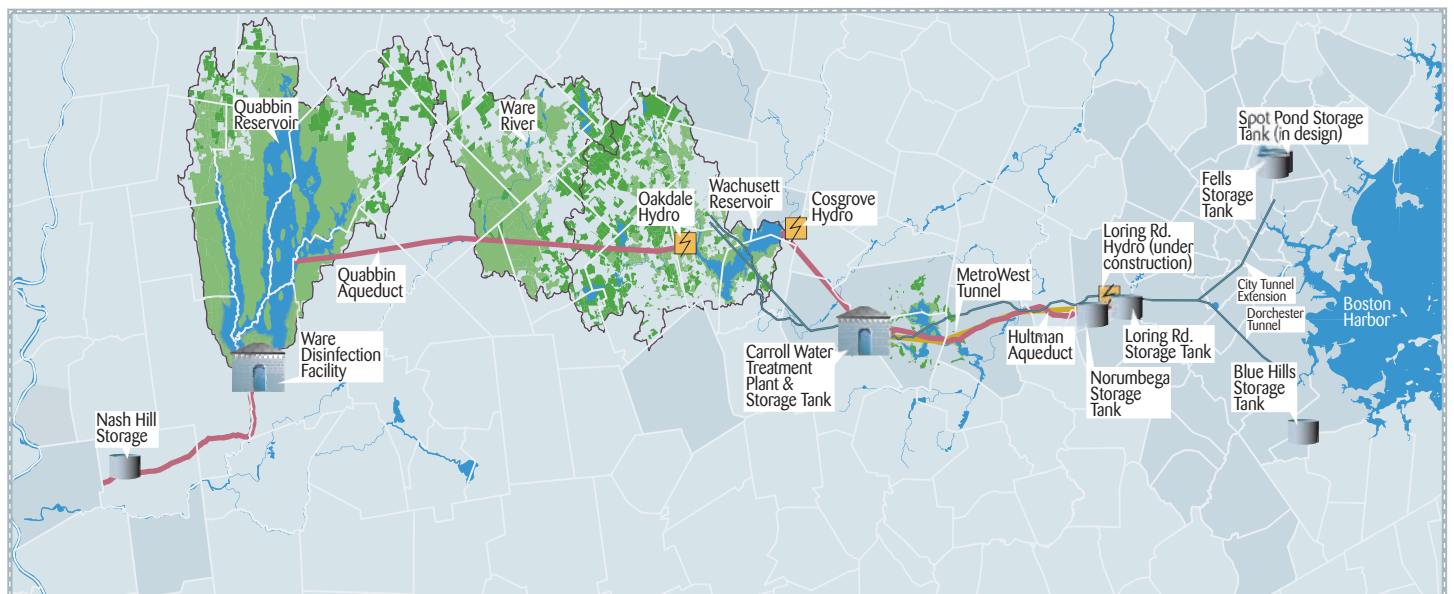 Quabbin
Reservoir
Ware
River
Spot Pond Storage
Tank (in design)
Fells
Storage
Tank
Oakdale
Hydro
Wachusett
Reservoir
Cosgrove
Hydro
Loring Rd.
Hydro (under
construction)
Quabbin
Aqueduct
MetroWest
Tunnel
City Tunnel
Extension
Dorchester
Tunnel
Boston
Harbor
Ware
Disinfection
Facility
Carroll Water
Treatment
Plant &
Storage Tank
Hultman
Aqueduct
Loring Rd.
Storage Tank
Norumbega
Storage
Tank
Blue Hills
Storage
Tank
Nash Hill
Storage